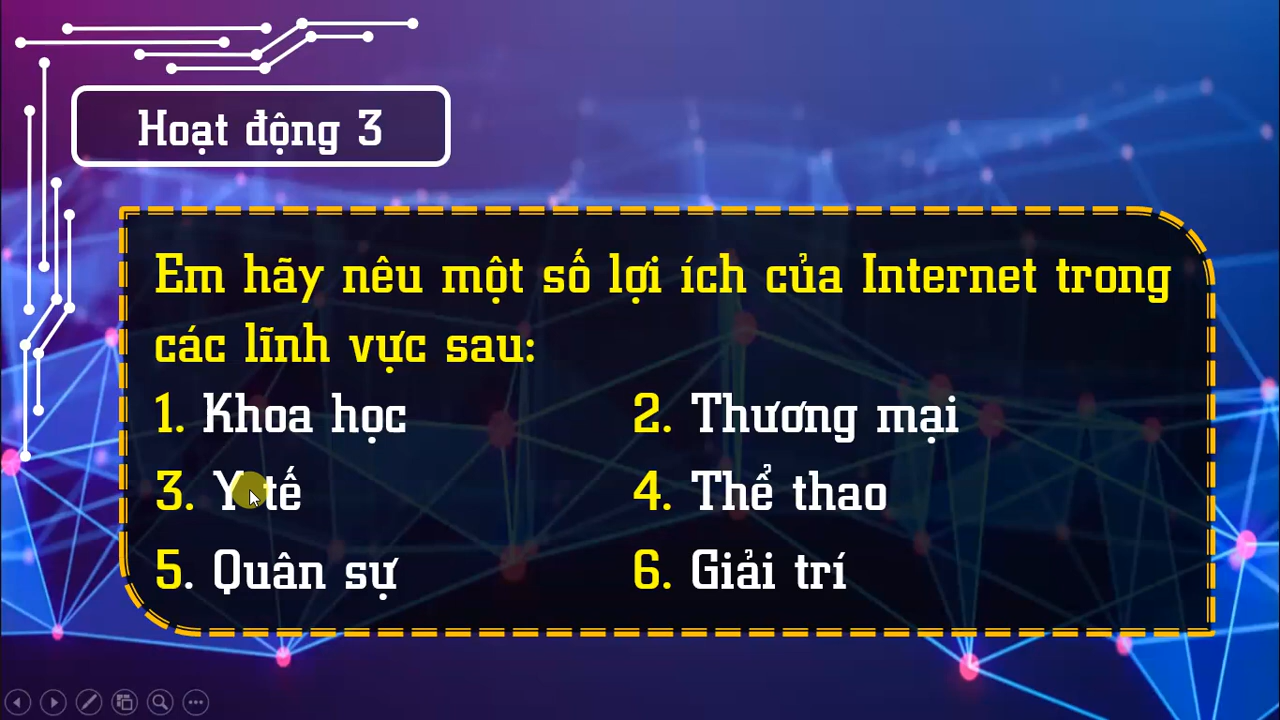 Hoạt động 3
Em hãy nêu một số lợi ích của Internet trong
các lĩnh vực sau:
1. Khoa học
2. Thương mại
3. Y tế
4. Thể thao
5. Quân sự
6. Giải trí